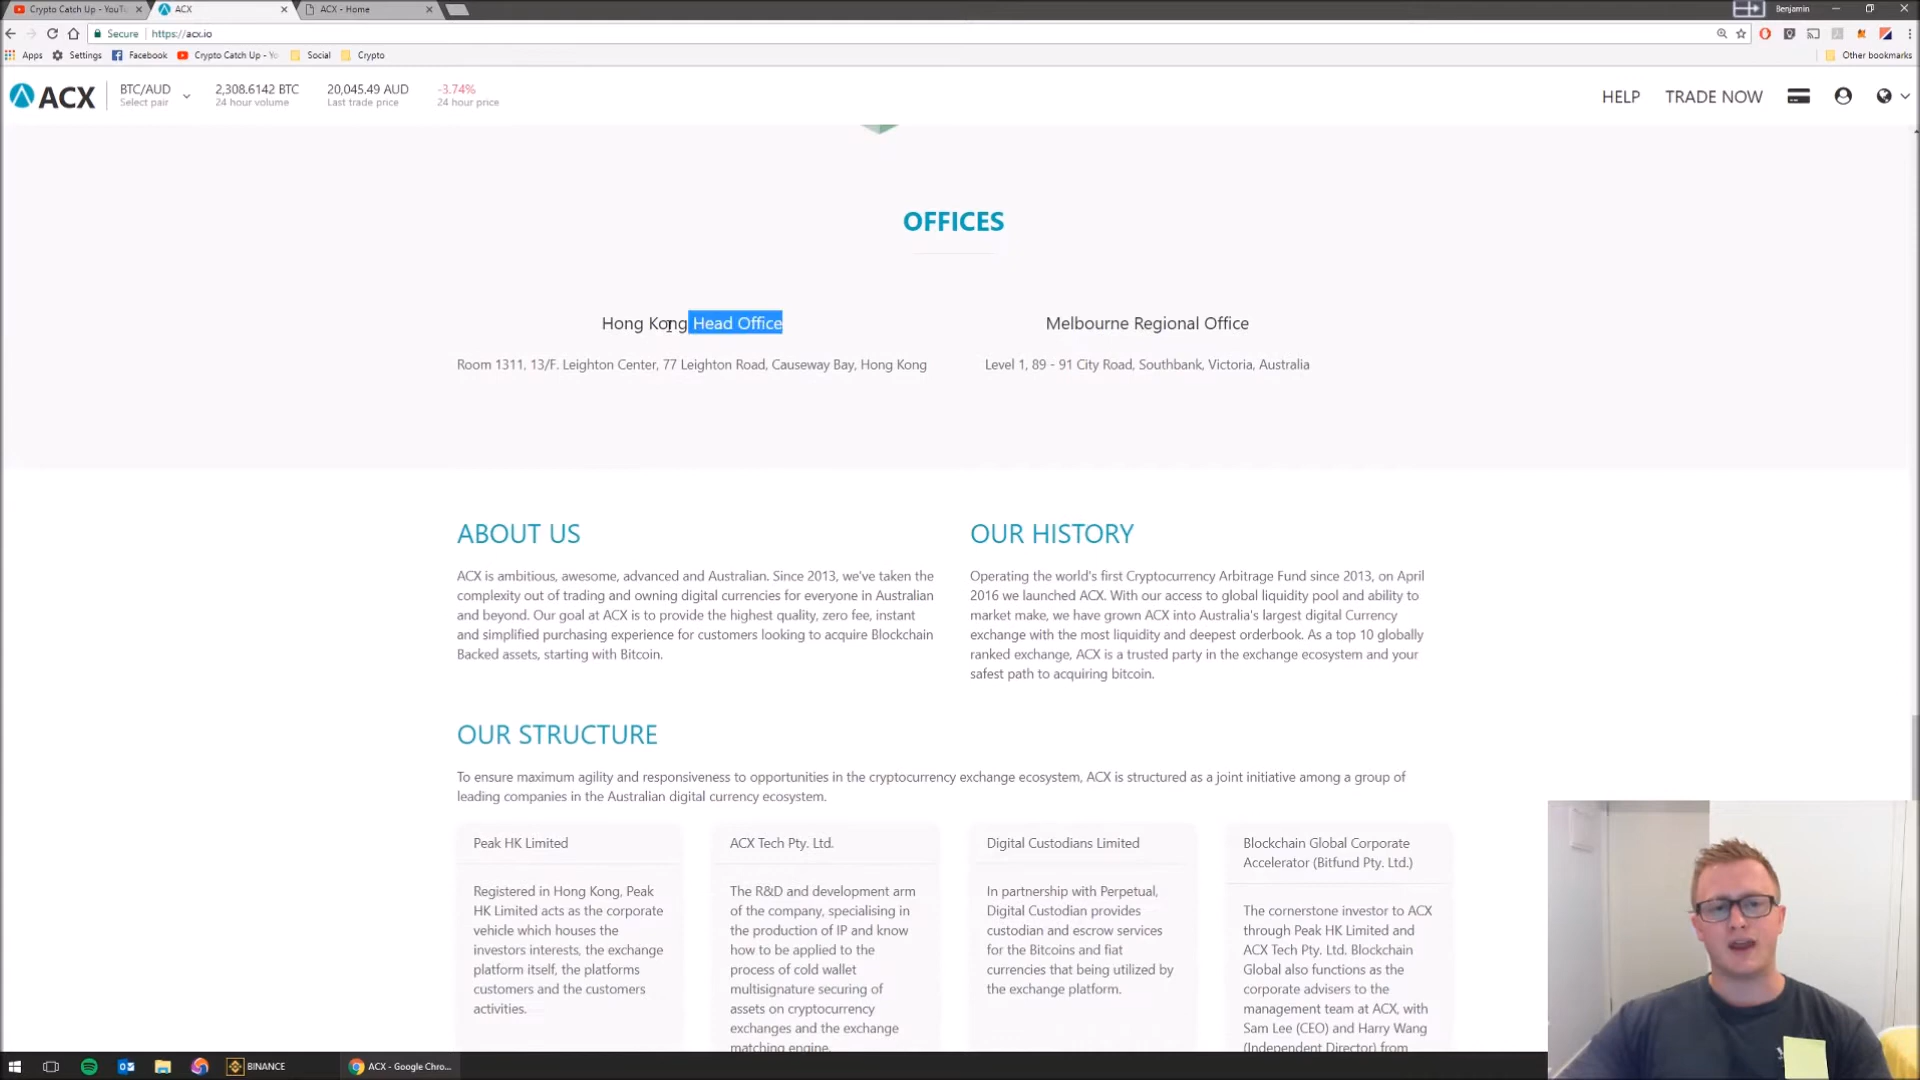 Crypto Catch Up - YouTu
ACX
ACX - Home
Benjamin
Secure
https://acx.io
Apps
Settings
Facebook
Crypto Catch Up - Yo
Social
Crypto
Other bookmarks
ACX
BTC/AUD
Select pair
2,308.6142 BTC
24 hour volume
20,045.49 AUD
Last trade price
-3.74%
24 hour price
HELP
TRADE NOW
OFFICES
Hong Kong Head Office
Room 1311, 13/F. Leighton Center, 77 Leighton Road, Causeway Bay, Hong Kong
Melbourne Regional Office
Level 1, 89 - 91 City Road, Southbank, Victoria, Australia
ABOUT US
ACX is ambitious, awesome, advanced and Australian. Since 2013, we've taken the
complexity out of trading and owning digital currencies for everyone in Australian
and beyond. Our goal at ACX is to provide the highest quality, zero fee, instant
and simplified purchasing experience for customers looking to acquire Blockchain
Backed assets, starting with Bitcoin.
OUR HISTORY
Operating the world's first Cryptocurrency Arbitrage Fund since 2013, on April
2016 we launched ACX. With our access to global liquidity pool and ability to
market make, we have grown ACX into Australia's largest digital Currency
exchange with the most liquidity and deepest orderbook. As a top 10 globally
ranked exchange, ACX is a trusted party in the exchange ecosystem and your
safest path to acquiring bitcoin.
OUR STRUCTURE
To ensure maximum agility and responsiveness to opportunities in the cryptocurrency exchange ecosystem, ACX is structured as a joint initiative among a group of
leading companies in the Australian digital currency ecosystem.
Peak HK Limited
Registered in Hong Kong, Peak
HK Limited acts as the corporate
vehicle which houses the
investors interests, the exchange
platform itself, the platforms
customers and the customers
activities.
ACX Tech Pty. Ltd.
The R&D and development arm
of the company, specialising in
the production of IP and know
how to be applied to the
process of cold wallet
multisignature securing of
assets on cryptocurrency
exchanges and the exchange
matching engine.
Digital Custodians Limited
In partnership with Perpetual,
Digital Custodian provides
custodian and escrow services
for the Bitcoins and fiat
currencies that being utilized by
the exchange platform.
Blockchain Global Corporate
Accelerator (Bitfund Pty. Ltd.)
The cornerstone investor to ACX
through Peak HK Limited and
ACX Tech Pty. Ltd. Blockchain
Global also functions as the
corporate advisers to the
management team at ACX, with
Sam Lee (CEO) and Harry Wang
(Independent Director) from
BINANCE
ACX - Google Chro...